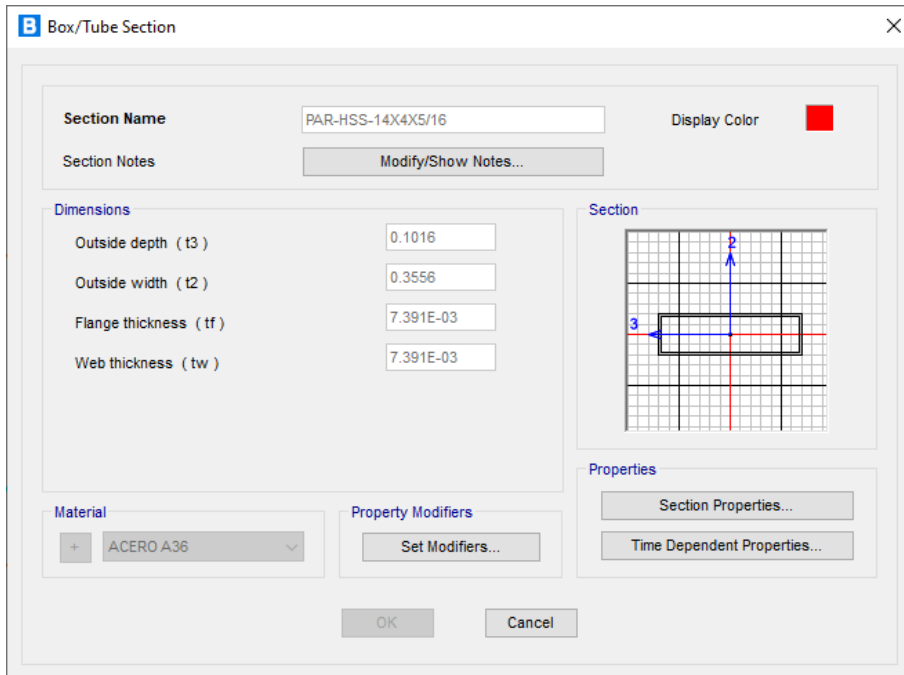 B Box/Tube Section
Section Name PAR-HSS-14X4X5/16 Display Color
Section Notes Modify/Show Notes...
Dimensions
Outside depth ( t3 ) 0.1016
Outside width ( t2 ) 0.3556
Flange thickness ( tf ) 7.391E-03
Web thickness ( tw ) 7.391E-03
Section
2
3
Properties
Section Properties...
Time Dependent Properties...
Material
+ ACERO A36
Property Modifiers
Set Modifiers...
OK Cancel